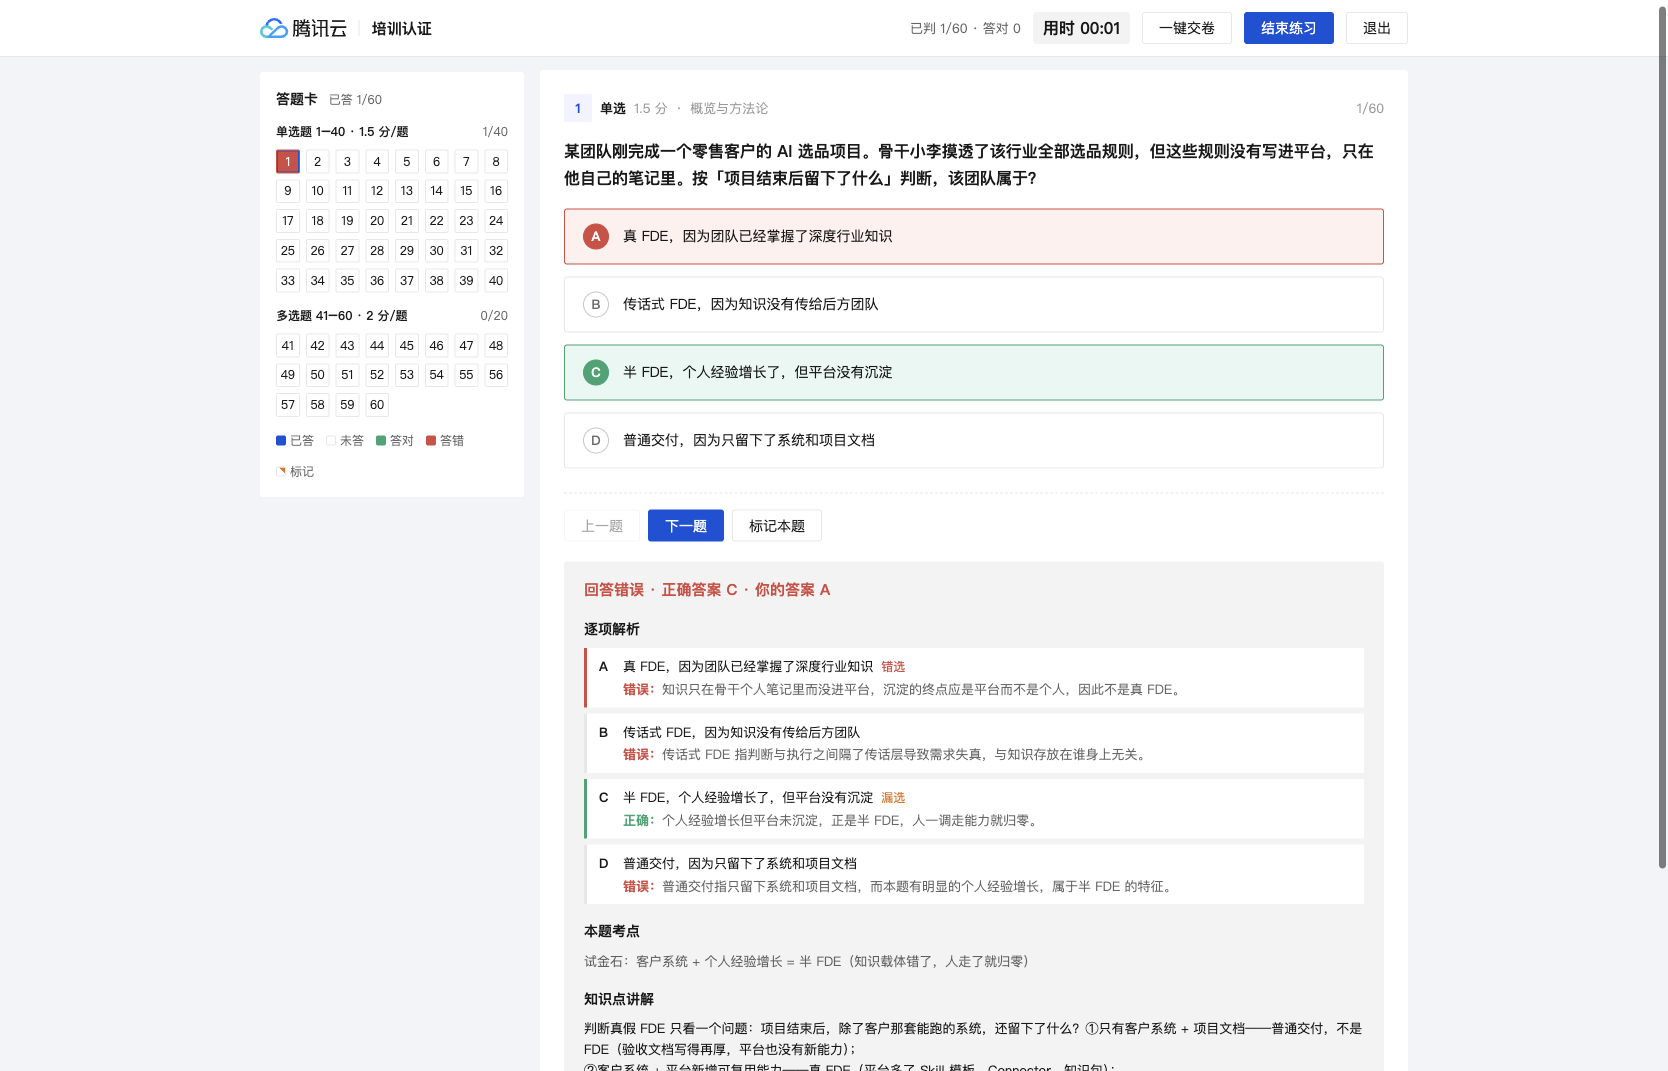 腾讯云 培训认证
已判 1/60 · 答对 0 用时 00:01 一键交卷 结束练习 退出
答题卡 已答 1/60
单选题 1—40 · 1.5 分/题 1/40
1 2 3 4 5 6 7 8
9 10 11 12 13 14 15 16
17 18 19 20 21 22 23 24
25 26 27 28 29 30 31 32
33 34 35 36 37 38 39 40
多选题 41—60 · 2 分/题 0/20
41 42 43 44 45 46 47 48
49 50 51 52 53 54 55 56
57 58 59 60
已答 未答 答对 答错
标记
1 单选 1.5 分 · 概览与方法论 1/60
某团队刚完成一个零售客户的 AI 选品项目。骨干小李摸透了该行业全部选品规则，但这些规则没有写进平台，只在
他自己的笔记里。按「项目结束后留下了什么」判断，该团队属于？
A 真 FDE，因为团队已经掌握了深度行业知识
B 传话式 FDE，因为知识没有传给后方团队
C 半 FDE，个人经验增长了，但平台没有沉淀
D 普通交付，因为只留下了系统和项目文档
上一题 下一题 标记本题
回答错误 · 正确答案 C · 你的答案 A
逐项解析
A 真 FDE，因为团队已经掌握了深度行业知识 错选
错误：知识只在骨干个人笔记里而没进平台，沉淀的终点应是平台而不是个人，因此不是真 FDE。
B 传话式 FDE，因为知识没有传给后方团队
错误：传话式 FDE 指判断与执行之间隔了传话层导致需求失真，与知识存放在谁身上无关。
C 半 FDE，个人经验增长了，但平台没有沉淀 漏选
正确：个人经验增长但平台未沉淀，正是半 FDE，人一调走能力就归零。
D 普通交付，因为只留下了系统和项目文档
错误：普通交付指只留下系统和项目文档，而本题有明显的个人经验增长，属于半 FDE 的特征。
本题考点
试金石：客户系统 + 个人经验增长 = 半 FDE（知识载体错了，人走了就归零）
知识点讲解
判断真假 FDE 只看一个问题：项目结束后，除了客户那套能跑的系统，还留下了什么？①只有客户系统 + 项目文档——普通交付，不是
FDE（验收文档写得再厚，平台也没有新能力）；
②客户系统 + 平台新增可复用能力——真 FDE（平台多了 Skill 模板、Connector、知识包）；